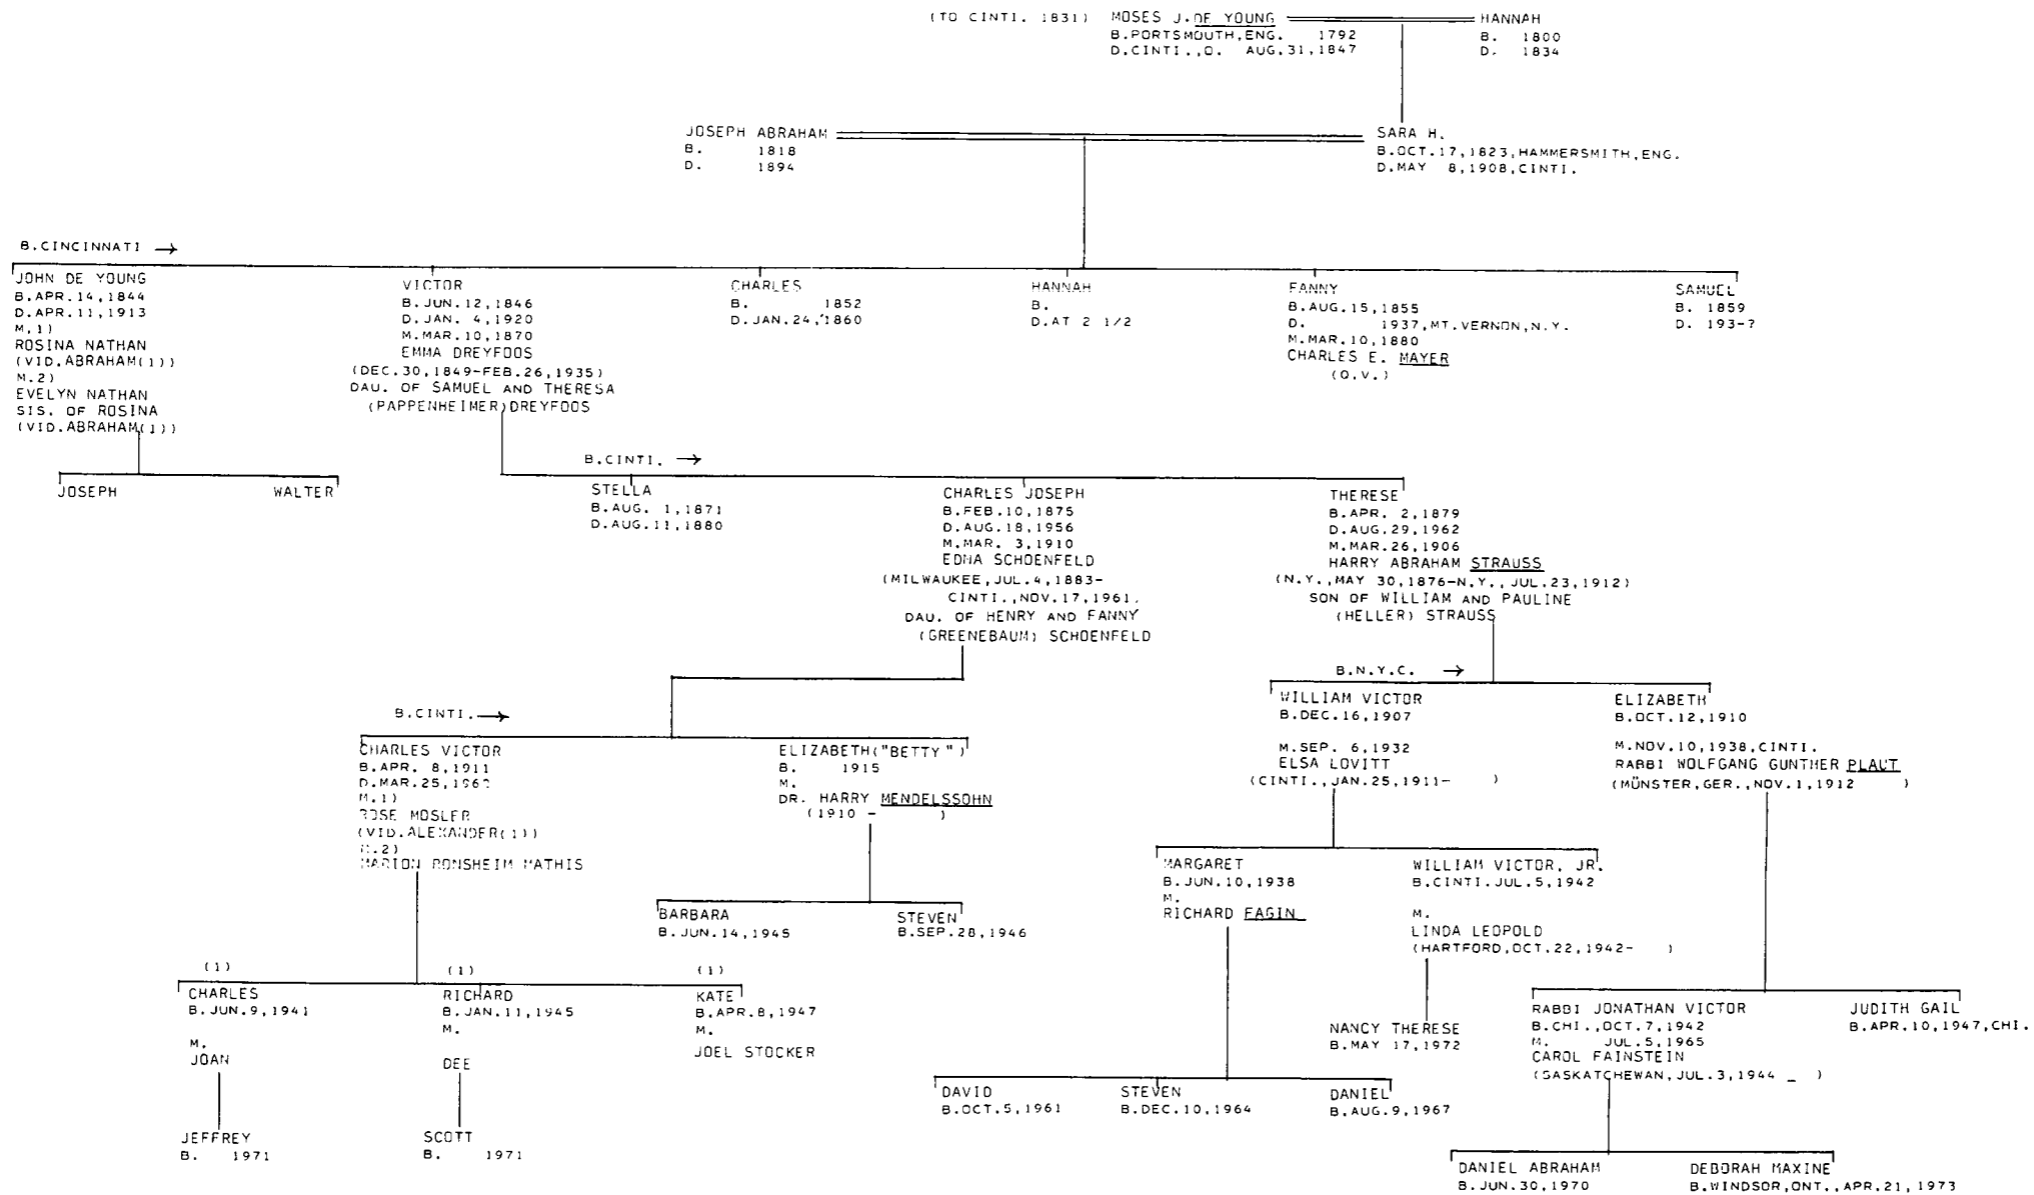 (TO CINTI. 1831) MOSES J.DE YOUNG HANNAH
B.PORTSMOUTH,ENG. 1792 B. 1800
D.CINTI.,O. AUG.31,1847 D. 1834
JOSEPH ABRAHAM SARA H.
B. 1818 B.OCT.17,1823,HAMMERSMITH,ENG.
D. 1894 D.MAY 8,1908,CINTI.
B.CINCINNATI →
JOHN DE YOUNG
B.APR.14,1844
D.APR.11,1913
M.1)
ROSINA NATHAN
(VID.ABRAHAM(1))
M.2)
EVELYN NATHAN
SIS. OF ROSINA
(VID.ABRAHAM(1))
VICTOR
B.JUN.12,1846
D.JAN. 4,1920
M.MAR.10,1870
EMMA DREYFOOS
(DEC.30,1849-FEB.26,1935)
DAU. OF SAMUEL AND THERESA
(PAPPENHEIMER)DREYFOOS
CHARLES
B. 1852
D.JAN.24,1860
HANNAH
B.
D.AT 2 1/2
FANNY
B.AUG.15,1855
D. 1937,MT.VERNON,N.Y.
M.MAR.10,1880
CHARLES E. MAYER
(Q.V.)
SAMUEL
B. 1859
D. 193-?
JOSEPH WALTER
B.CINTI. →
STELLA
B.AUG. 1,1871
D.AUG.11,1880
CHARLES JOSEPH
B.FEB.10,1875
D.AUG.18,1956
M.MAR. 3,1910
EDNA SCHOENFELD
(MILWAUKEE,JUL.4,1883-
CINTI.,NOV.17,1961.
DAU. OF HENRY AND FANNY
(GREENEBAUM) SCHOENFELD
THERESE
B.APR. 2,1879
D.AUG.29,1962
M.MAR.26,1906
HARRY ABRAHAM STRAUSS
(N.Y.,MAY 30,1876-N.Y.,JUL.23,1912)
SON OF WILLIAM AND PAULINE
(HELLER) STRAUSS
B.CINTI. →
CHARLES VICTOR
B.APR. 8,1911
D.MAR.25,
M.1)
ROSE MOSLER
(VID.ALEXANDER(1))
M.2)
MARION RONSHEIM MATHIS
ELIZABETH("BETTY")
B. 1915
M.
DR. HARRY MENDELSSOHN
(1910 - )
B.N.Y.C. →
WILLIAM VICTOR
B.DEC.16,1907
M.SEP. 6,1932
ELSA LOVITT
(CINTI.,JAN.25,1911- )
ELIZABETH
B.OCT.12,1910
M.NOV.10,1938,CINTI.
RABBI WOLFGANG GUNTHER PLAUT
(MÜNSTER,GER.,NOV.1,1912 )
BARBARA
B.JUN.14,1945
STEVEN
B.SEP.28,1946
MARGARET
B.JUN.10,1938
M.
RICHARD FAGIN
WILLIAM VICTOR, JR.
B.CINTI.JUL.5,1942
M.
LINDA LEOPOLD
(HARTFORD,OCT.22,1942- )
(1) (1) (1)
CHARLES
B.JUN.9,1941
M.
JOAN
RICHARD
B.JAN.11,1945
M.
DEE
KATE
B.APR.8,1947
M.
JOEL STOCKER
NANCY THERESE
B.MAY 17,1972
RABBI JONATHAN VICTOR
B.CHI.,OCT.7,1942
M. JUL.5,1965
CAROL FAINSTEIN
(SASKATCHEWAN,JUL.3,1944 _ )
JUDITH GAIL
B.APR.10,1947,CHI.
DAVID
B.OCT.5,1961
STEVEN
B.DEC.10,1964
DANIEL
B.AUG.9,1967
JEFFREY
B. 1971
SCOTT
B. 1971
DANIEL ABRAHAM
B.JUN.30,1970
DEBORAH MAXINE
B.WINDSOR,ONT.,APR.21,1973